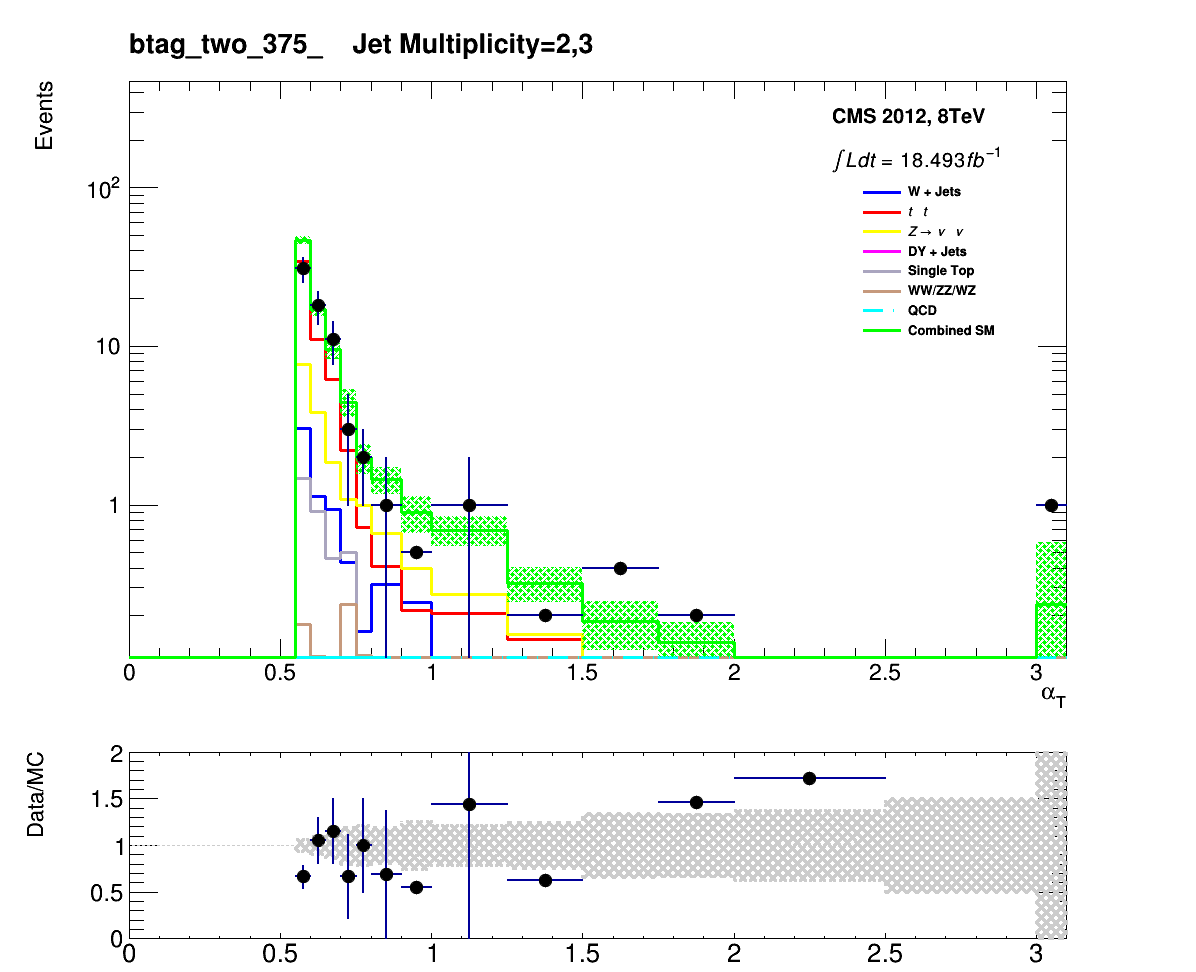 btag_two_375_ Jet Multiplicity=2,3
Events
CMS 2012, 8TeV
∫Ldt = 18.493fb⁻¹
W + Jets
t t
Z→ ν ν
DY + Jets
Single Top
WW/ZZ/WZ
QCD
Combined SM
10²
10
1
0 0.5 1 1.5 2 2.5 3
α_T
Data/MC
2
1.5
1
0.5
0
0 0.5 1 1.5 2 2.5 3